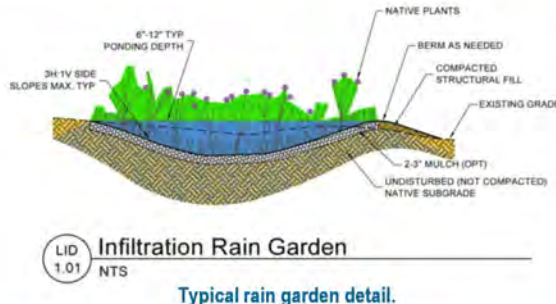 NATIVE PLANTS
6"-12" TYP
PONDING DEPTH
BERM AS NEEDED
3H:1V SIDE
SLOPES MAX. TYP
COMPACTED
STRUCTURAL FILL
EXISTING GRADE
2-3" MULCH (OPT)
UNDISTURBED (NOT COMPACTED)
NATIVE SUBGRADE
LID
1.01
Infiltration Rain Garden
NTS
Typical rain garden detail.